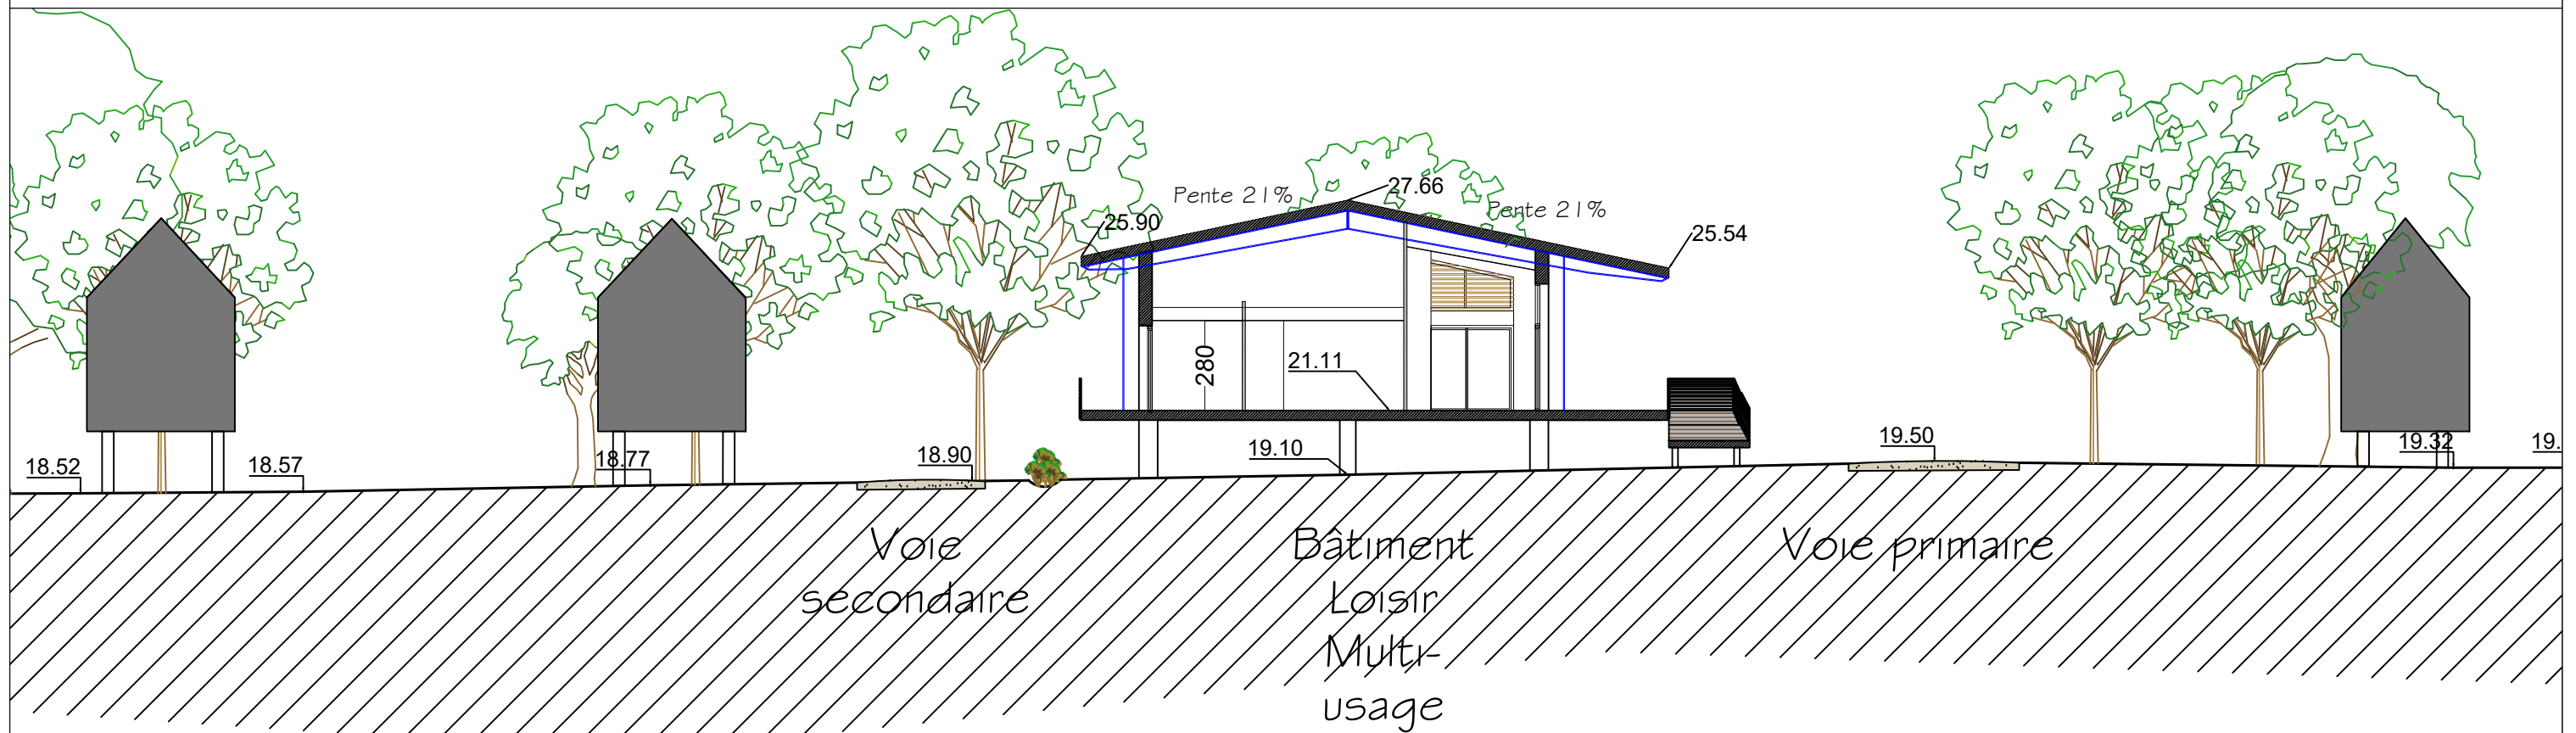 Pente 21%
27.66
Pente 21%
25.90
25.54
280
21.11
18.52
18.57
18.77
18.90
19.10
19.50
19.32
19.
Voie
secondaire
Bâtiment
Loisir
Multi-
usage
Voie primaire